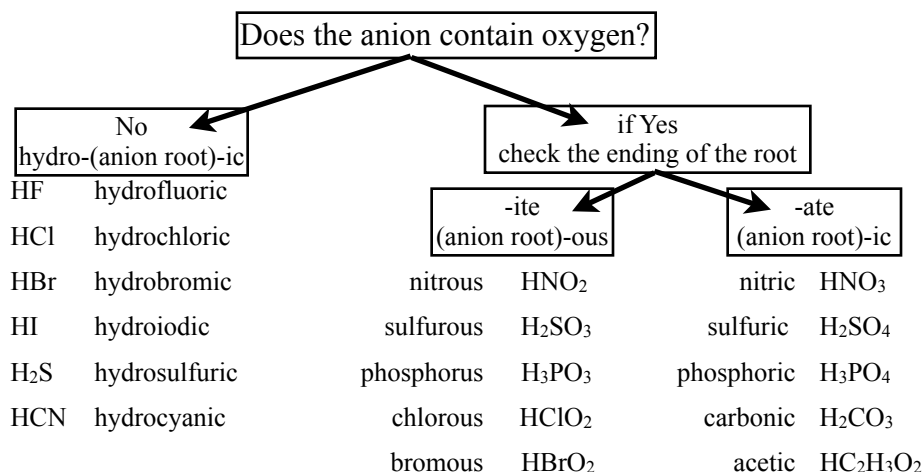 Does the anion contain oxygen?
No
hydro-(anion root)-ic
HF hydrofluoric
HCl hydrochloric
HBr hydrobromic
HI hydroiodic
H₂S hydrosulfuric
HCN hydrocyanic
if Yes
check the ending of the root
-ite
(anion root)-ous
nitrous HNO₂
sulfurous H₂SO₃
phosphorus H₃PO₃
chlorous HClO₂
bromous HBrO₂
-ate
(anion root)-ic
nitric HNO₃
sulfuric H₂SO₄
phosphoric H₃PO₄
carbonic H₂CO₃
acetic HC₂H₃O₂